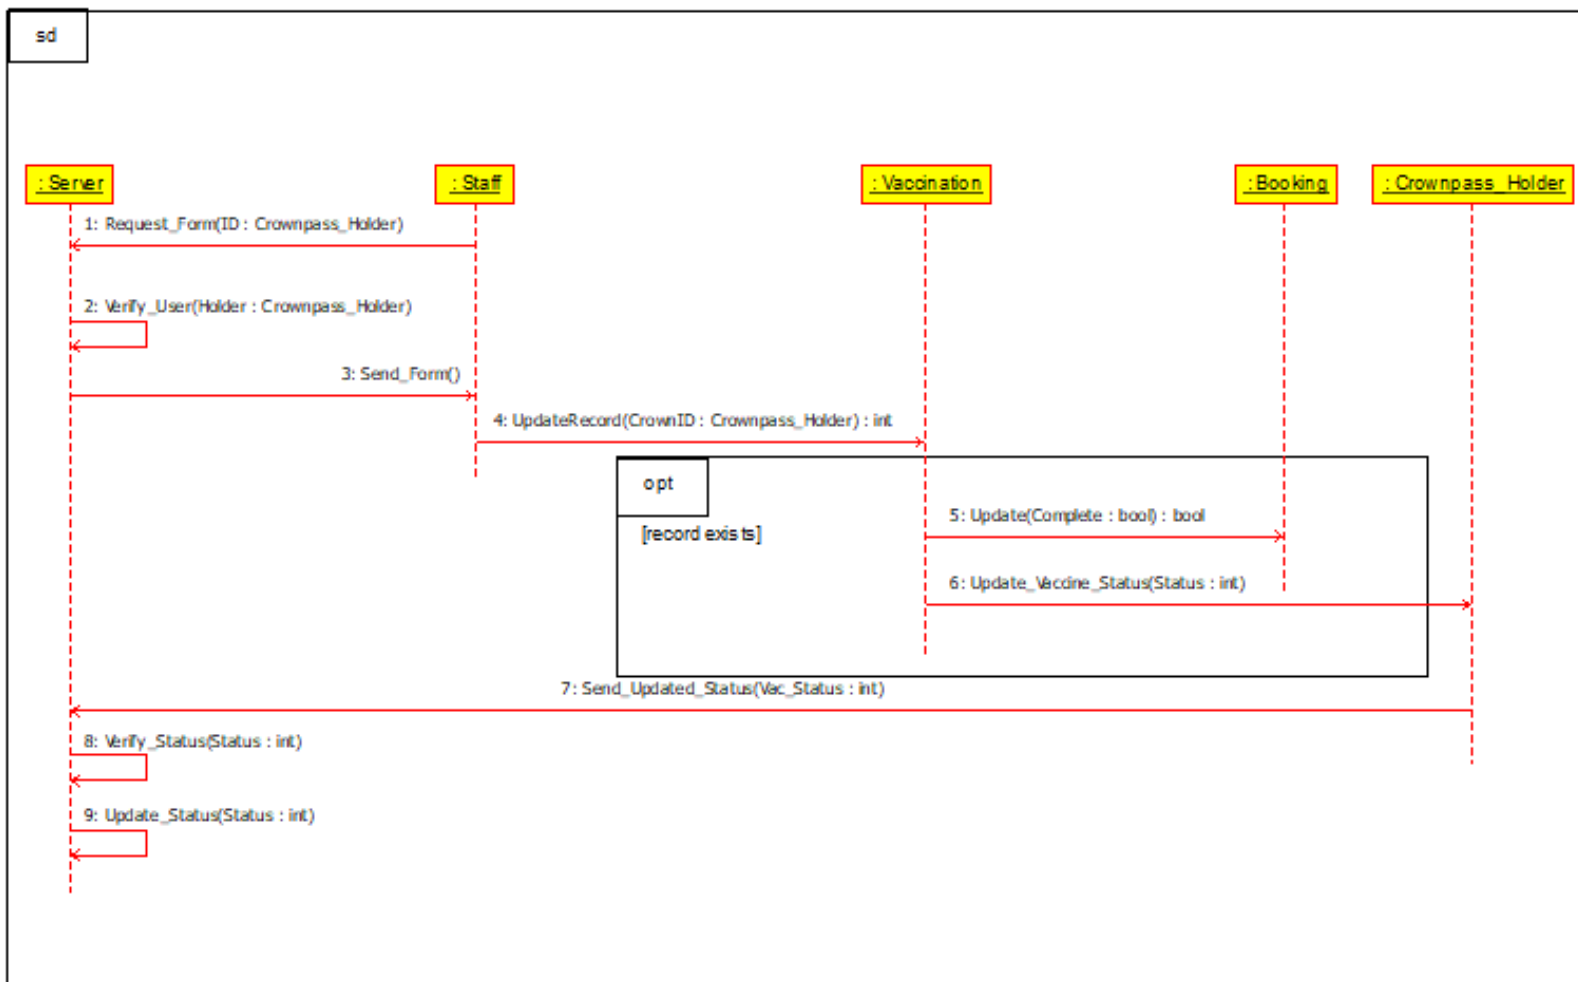 sd
: Server
: Staff
: Vaccination
:Booking
: Crownpass_Holder
1: Request_Form(ID : Crownpass_Holder)
2: Verify_User(Holder : Crownpass_Holder)
3: Send_Form()
4: UpdateRecord(CrownID : Crownpass_Holder) : int
opt
[record exists]
5: Update(Complete : bool) : bool
6: Update_Vaccine_Status(Status : int)
7: Send_Updated_Status(Vac_Status : int)
8: Verify_Status(Status : int)
9: Update_Status(Status : int)